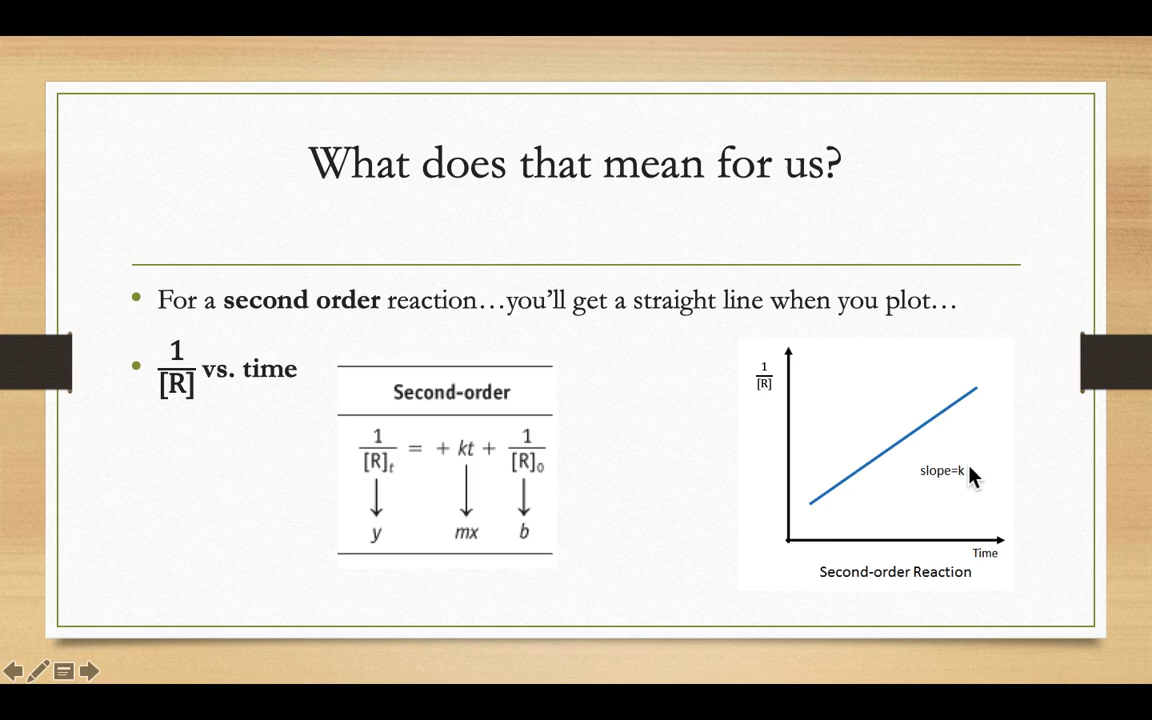 What does that mean for us?
• For a second order reaction…you'll get a straight line when you plot…
• 1/[R] vs. time
Second-order
1/[R]t = + kt + 1/[R]0
y mx b
1/[R]
slope=k
Time
Second-order Reaction